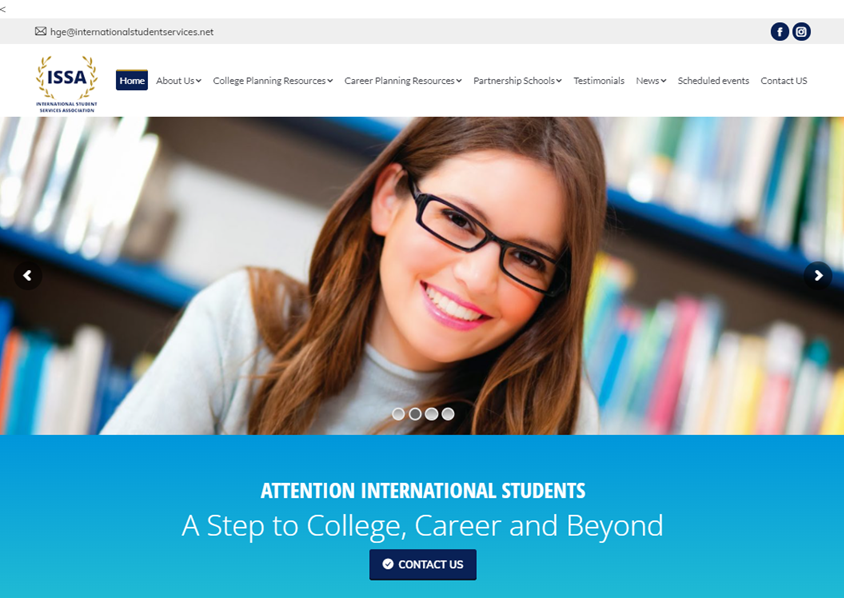 <
hge@internationalstudentservices.net
ISSA
INTERNATIONAL STUDENT
SERVICES ASSOCIATION
Home About Us College Planning Resources Career Planning Resources Partnership Schools Testimonials News Scheduled events Contact US
ATTENTION INTERNATIONAL STUDENTS
A Step to College, Career and Beyond
CONTACT US